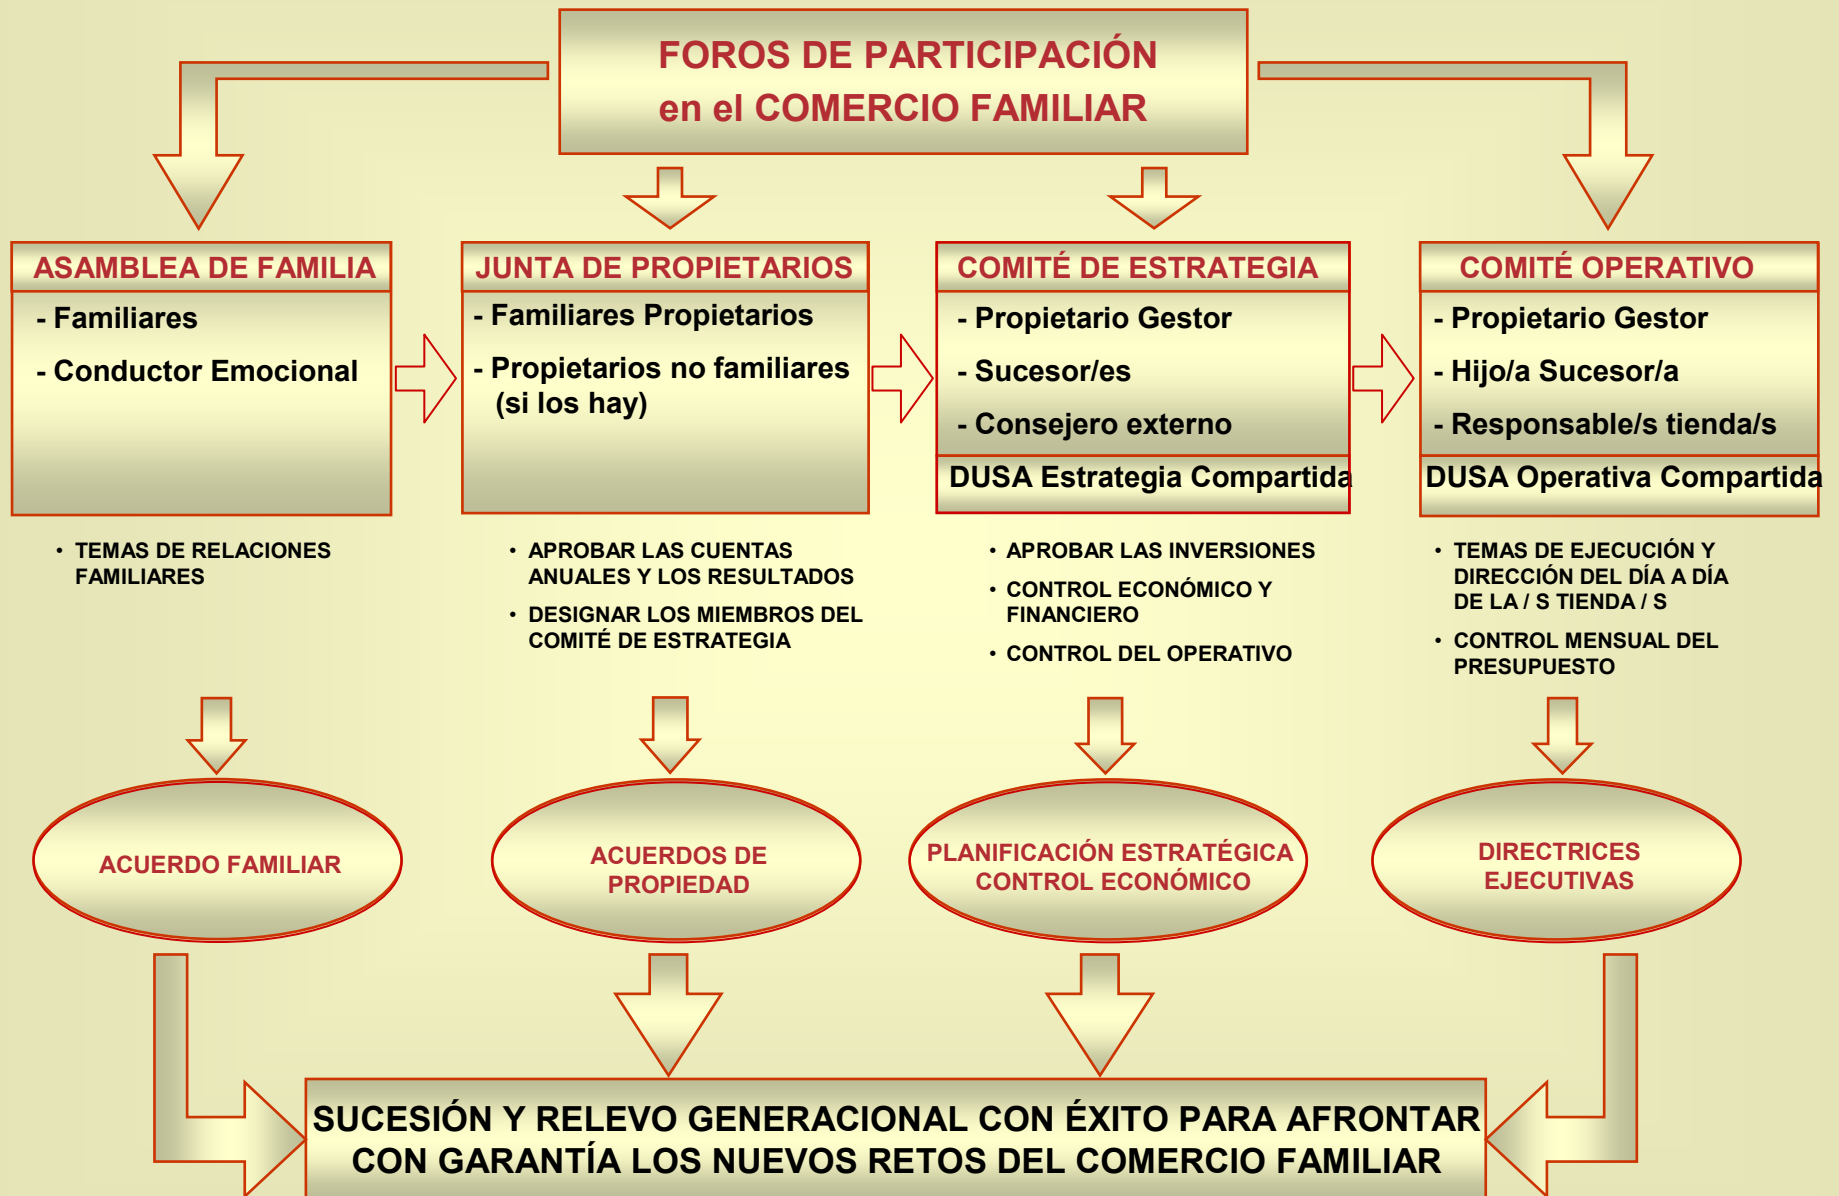 FOROS DE PARTICIPACIÓN
en el COMERCIO FAMILIAR
ASAMBLEA DE FAMILIA
- Familiares
- Conductor Emocional
JUNTA DE PROPIETARIOS
- Familiares Propietarios
- Propietarios no familiares
(si los hay)
COMITÉ DE ESTRATEGIA
- Propietario Gestor
- Sucesor/es
- Consejero externo
DUSA Estrategia Compartida
COMITÉ OPERATIVO
- Propietario Gestor
- Hijo/a Sucesor/a
- Responsable/s tienda/s
DUSA Operativa Compartida
• TEMAS DE RELACIONES
FAMILIARES
• APROBAR LAS CUENTAS
ANUALES Y LOS RESULTADOS
• DESIGNAR LOS MIEMBROS DEL
COMITÉ DE ESTRATEGIA
• APROBAR LAS INVERSIONES
• CONTROL ECONÓMICO Y
FINANCIERO
• CONTROL DEL OPERATIVO
• TEMAS DE EJECUCIÓN Y
DIRECCIÓN DEL DÍA A DÍA
DE LA / S TIENDA / S
• CONTROL MENSUAL DEL
PRESUPUESTO
ACUERDO FAMILIAR
ACUERDOS DE
PROPIEDAD
PLANIFICACIÓN ESTRATÉGICA
CONTROL ECONÓMICO
DIRECTRICES
EJECUTIVAS
SUCESIÓN Y RELEVO GENERACIONAL CON ÉXITO PARA AFRONTAR
CON GARANTÍA LOS NUEVOS RETOS DEL COMERCIO FAMILIAR